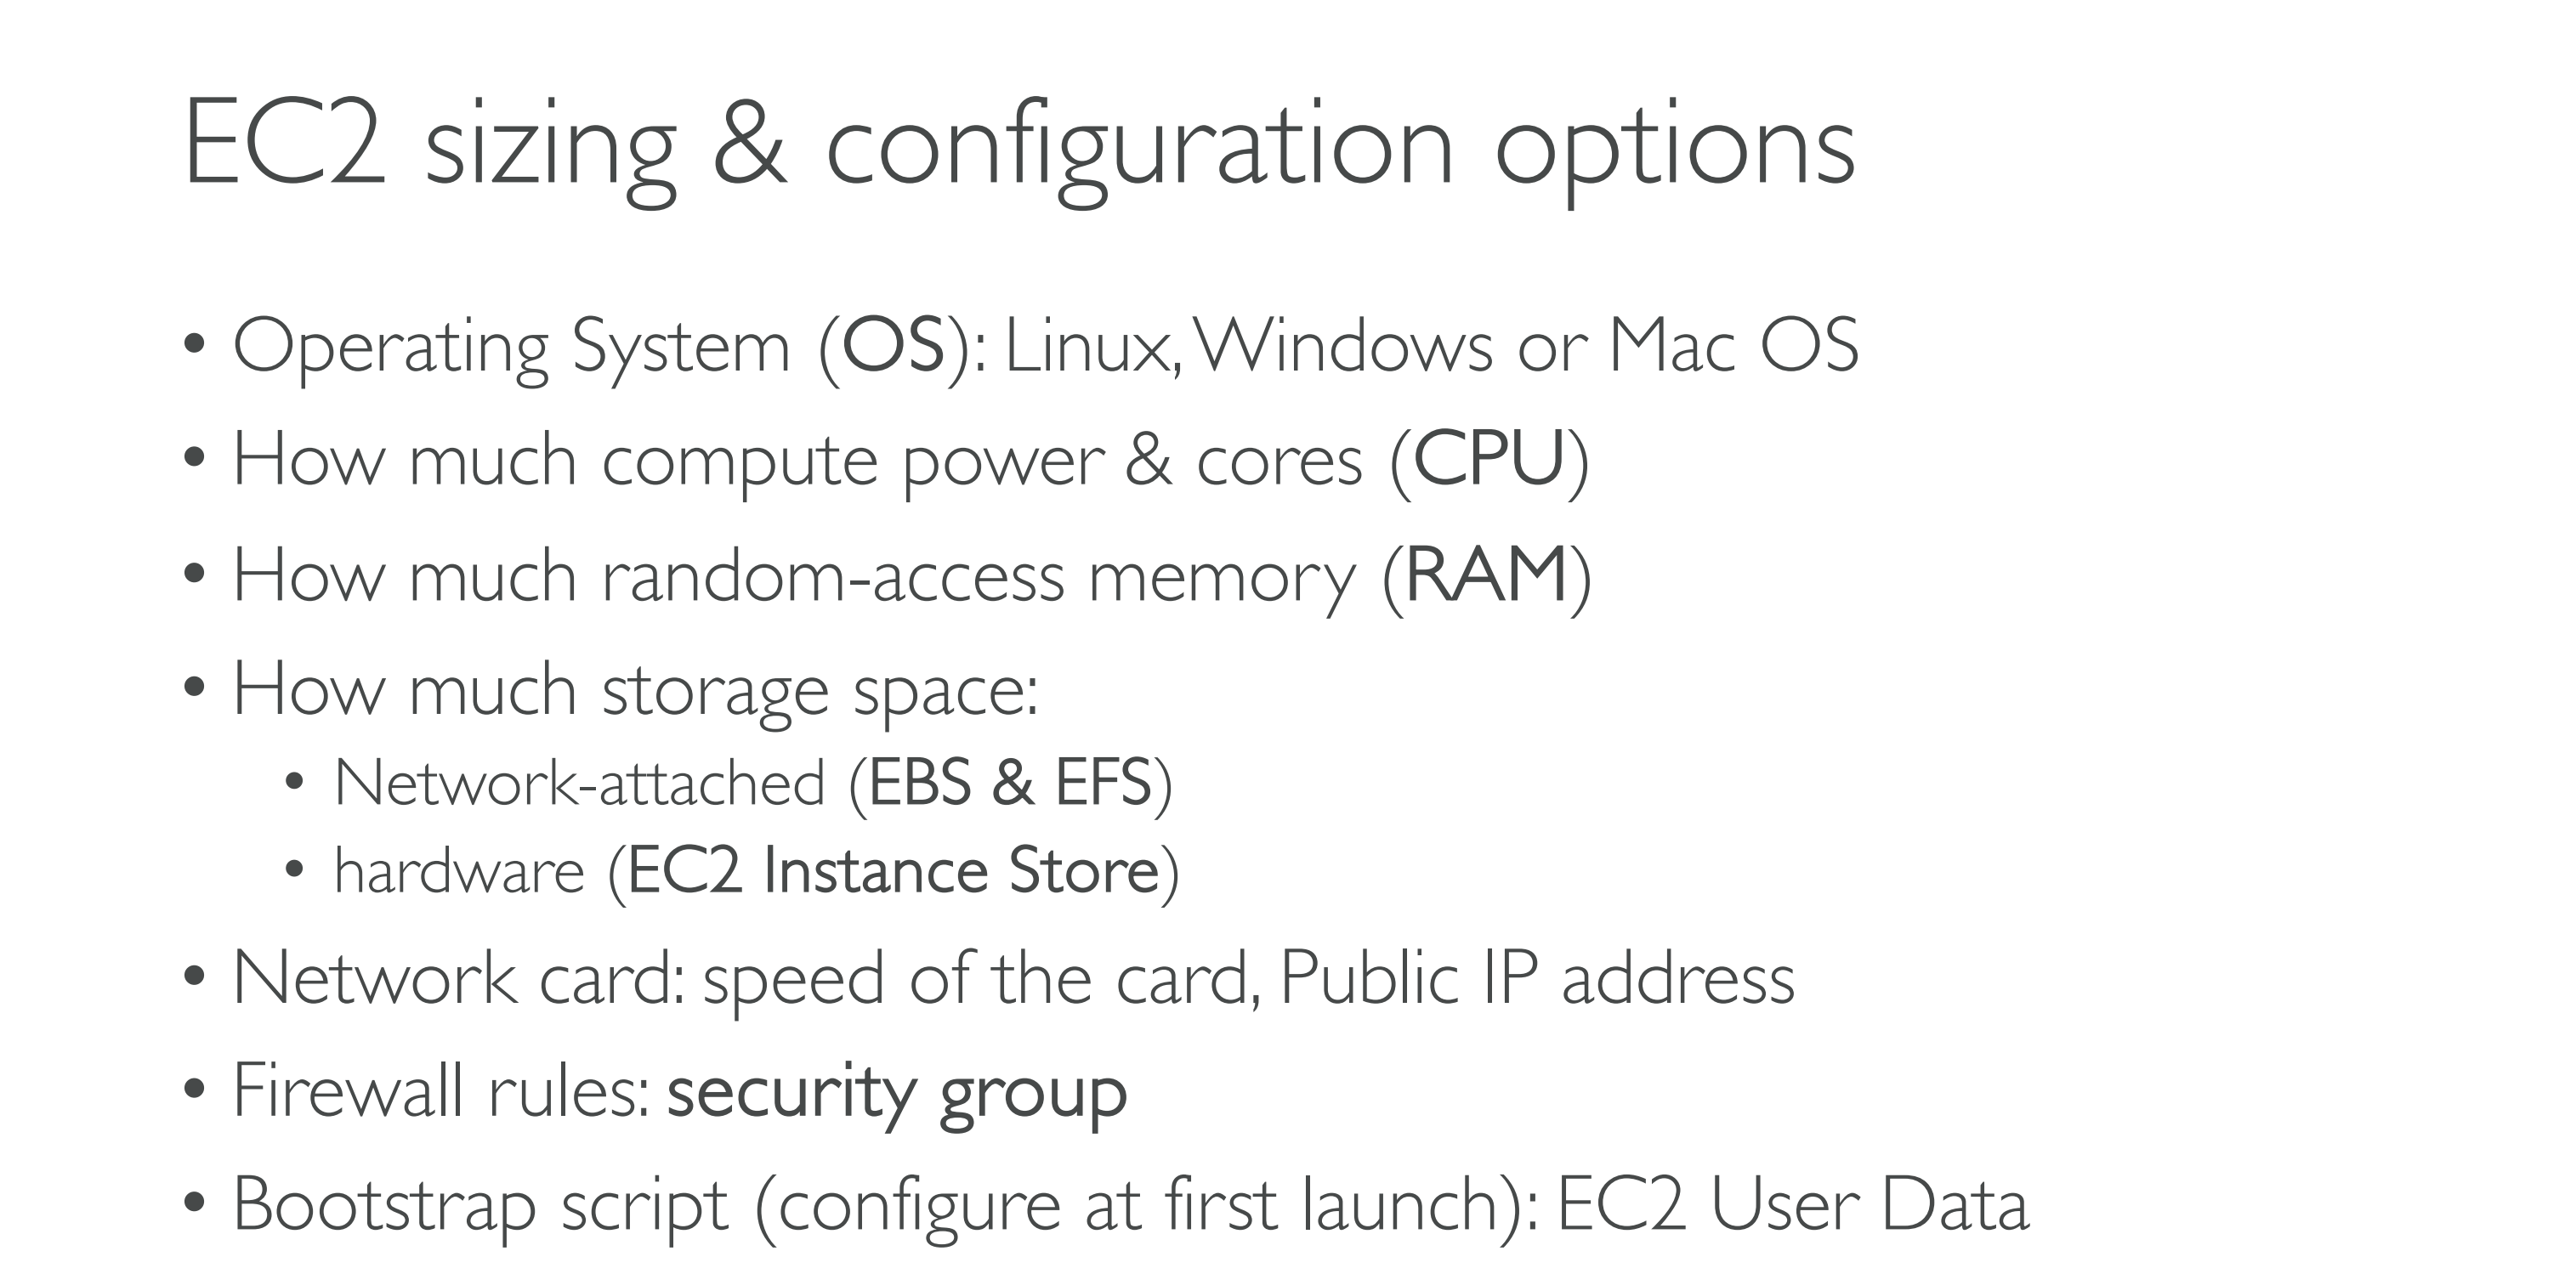 EC2 sizing & configuration options
• Operating System (OS): Linux, Windows or Mac OS
• How much compute power & cores (CPU)
• How much random-access memory (RAM)
• How much storage space:
• Network-attached (EBS & EFS)
• hardware (EC2 Instance Store)
• Network card: speed of the card, Public IP address
• Firewall rules: security group
• Bootstrap script (configure at first launch): EC2 User Data